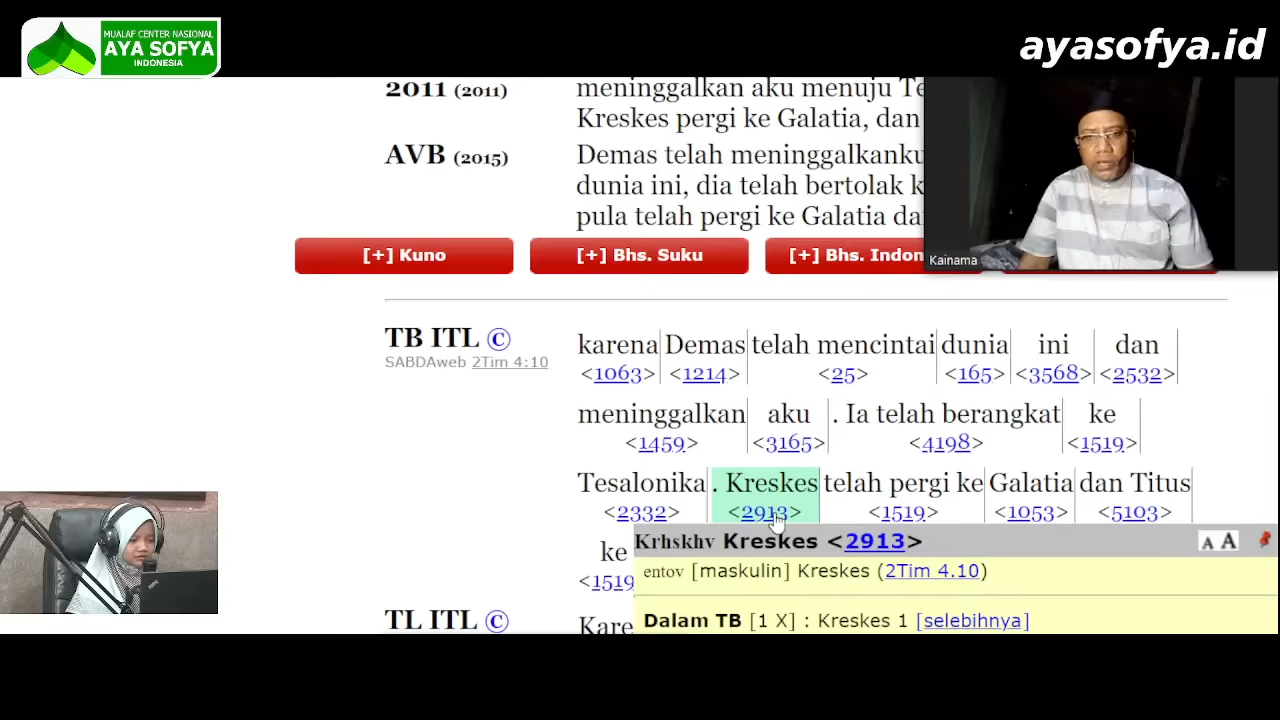 MUALAF CENTER NASIONAL
AYA SOFYA
INDONESIA
ayasofya.id
2011 (2011)
meninggalkan aku menuju Te
Kreskes pergi ke Galatia, dan
AVB (2015)
Demas telah meninggalkanku
dunia ini, dia telah bertolak k
pula telah pergi ke Galatia da
Kainama
[+] Kuno
[+] Bhs. Suku
[+] Bhs. Indon
TB ITL ©
SABDAweb 2Tim 4:10
karena Demas telah mencintai dunia ini dan
<1063> <1214> <25> <165> <3568> <2532>
meninggalkan aku . Ia telah berangkat ke
<1459> <3165> <4198> <1519>
Tesalonika . Kreskes telah pergi ke Galatia dan Titus
<2332> <2913> <1519> <1053> <5103>
ke
<1519
Krhskhv Kreskes <2913>
A A
entov [maskulin] Kreskes (2Tim 4.10)
Dalam TB [1 X] : Kreskes 1 [selebihnya]
TL ITL ©
Kare